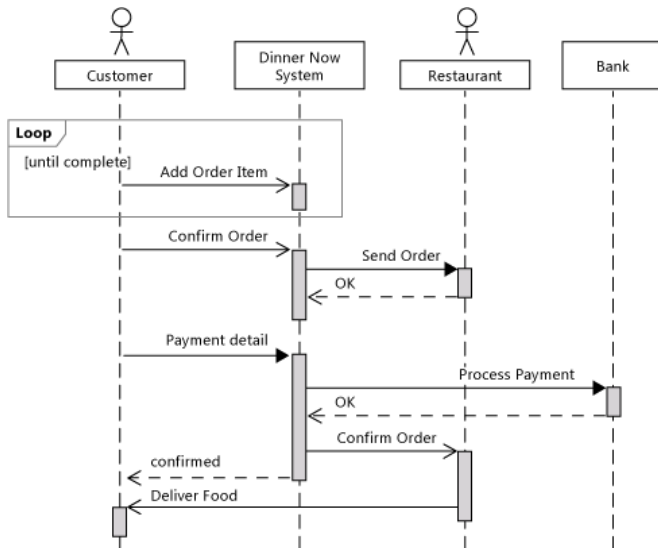 Customer
Dinner Now
System
Restaurant
Bank
Loop
[until complete]
Add Order Item
Confirm Order
Send Order
OK
Payment detail
Process Payment
OK
Confirm Order
confirmed
Deliver Food